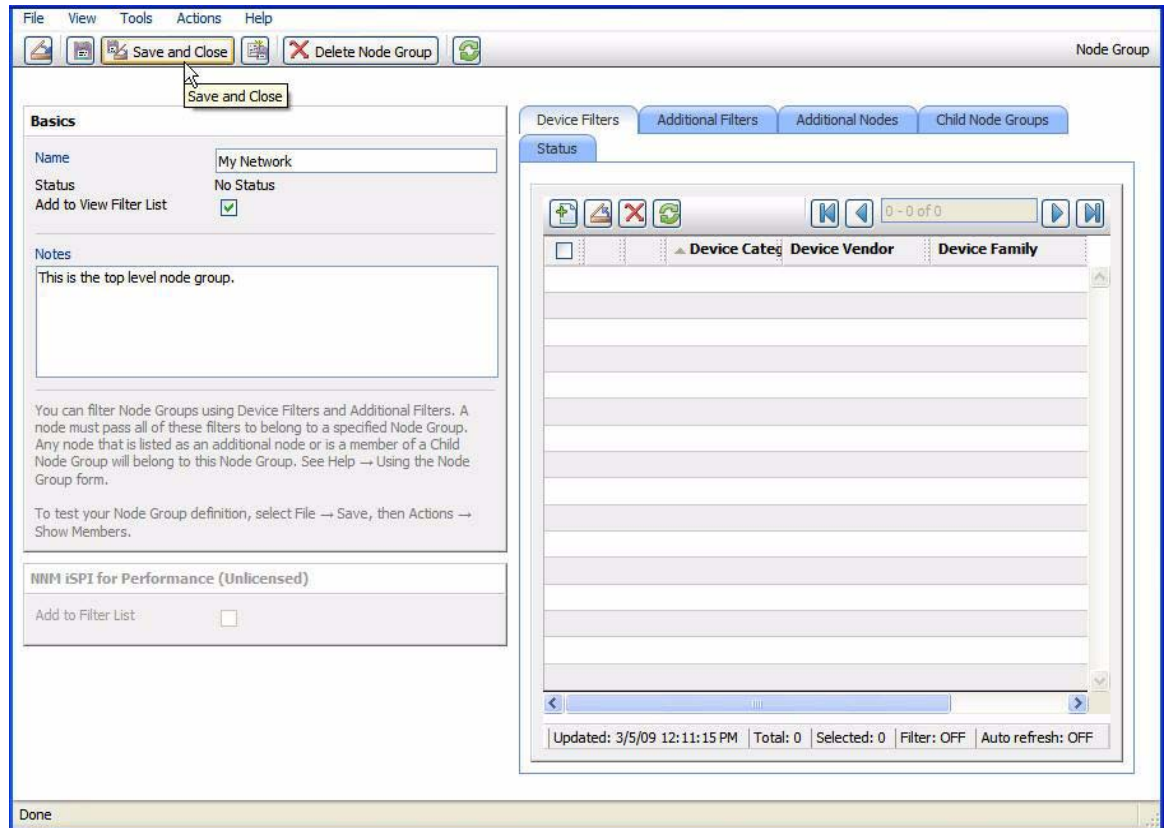 File View Tools Actions Help
Save and Close Delete Node Group Node Group
Save and Close
Basics
Name My Network
Status No Status
Add to View Filter List
Notes
This is the top level node group.
You can filter Node Groups using Device Filters and Additional Filters. A
node must pass all of these filters to belong to a specified Node Group.
Any node that is listed as an additional node or is a member of a Child
Node Group will belong to this Node Group. See Help → Using the Node
Group form.
To test your Node Group definition, select File → Save, then Actions →
Show Members.
NNM iSPI for Performance (Unlicensed)
Add to Filter List
Device Filters Additional Filters Additional Nodes Child Node Groups
Status
0 - 0 of 0
Device Categ Device Vendor Device Family
Updated: 3/5/09 12:11:15 PM Total: 0 Selected: 0 Filter: OFF Auto refresh: OFF
Done